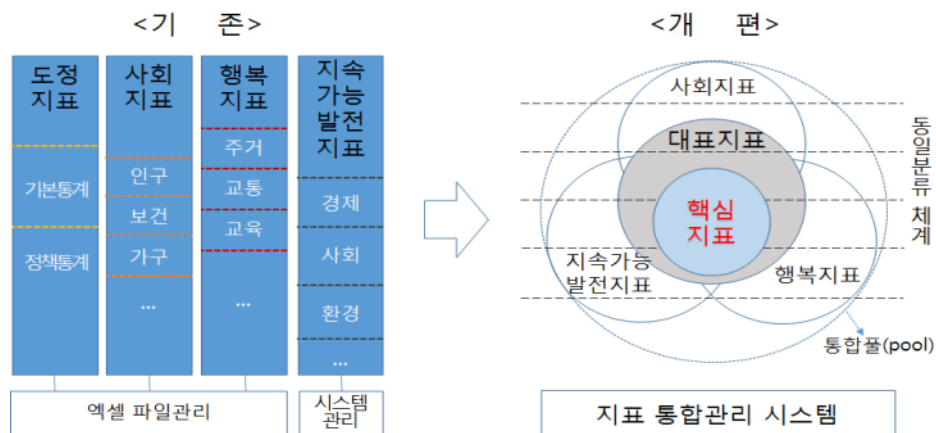 <기 존>
도정
지표
기본통계
정책통계
사회
지표
인구
보건
가구
...
행복
지표
주거
교통
교육
...
지속
가능
발전
지표
경제
사회
환경
...
엑셀 파일관리
시스템
관리
<개 편>
사회지표
대표지표
핵심
지표
지속가능
발전지표
행복지표
동일분류 체계
통합풀(pool)
지표 통합관리 시스템